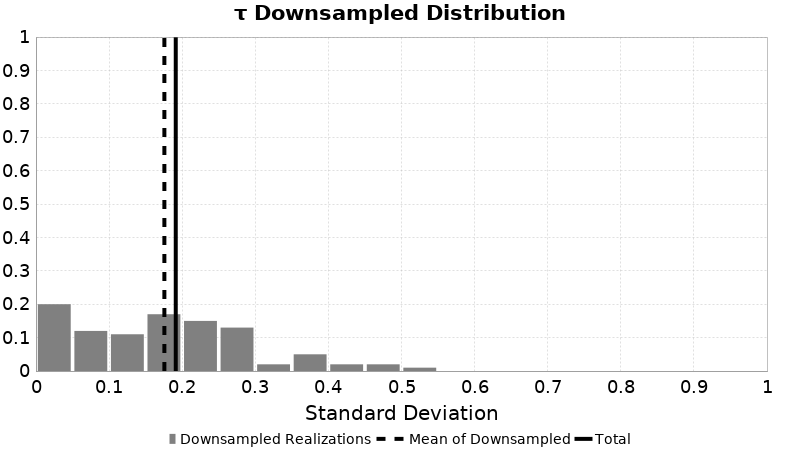 τ Downsampled Distribution
1
0.9
0.8
0.7
0.6
0.5
0.4
0.3
0.2
0.1
0
0 0.1 0.2 0.3 0.4 0.5 0.6 0.7 0.8 0.9 1
Standard Deviation
Downsampled Realizations Mean of Downsampled Total